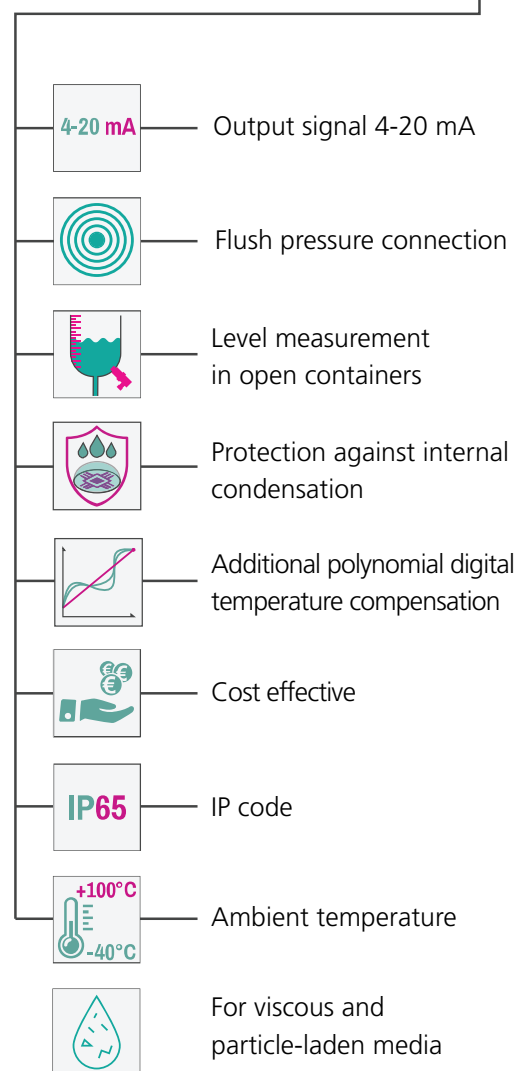 4-20 mA
Output signal 4-20 mA
Flush pressure connection
Level measurement
in open containers
Protection against internal
condensation
Additional polynomial digital
temperature compensation
€€
€
Cost effective
IP65
IP code
+100°C
-40°C
Ambient temperature
For viscous and
particle-laden media